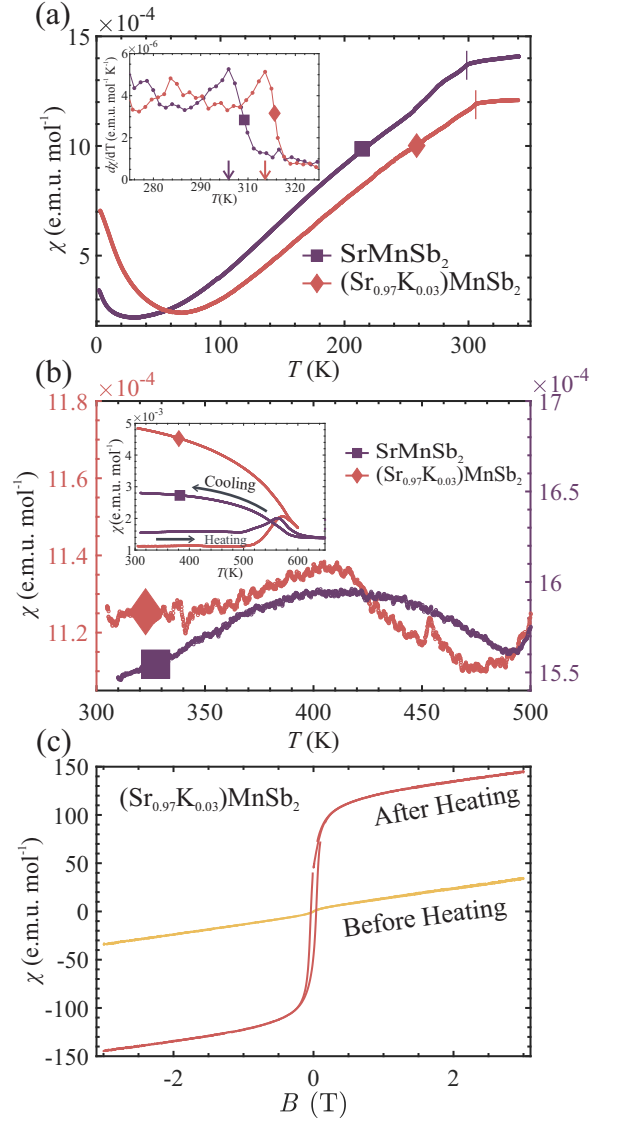 (a)
×10⁻⁴
15
10
5
0
χ (e.m.u. mol⁻¹)
0
100
200
300
T (K)
×10⁻⁶
6
4
2
0
dχ/dT (e.m.u. mol⁻¹ K⁻¹)
280
290
300
310
320
T(K)
SrMnSb₂
(Sr₀.₉₇K₀.₀₃)MnSb₂
(b)
×10⁻⁴
11.8
11.6
11.4
11.2
χ (e.m.u. mol⁻¹)
×10⁻⁴
17
16
15.5
300
350
400
450
500
T (K)
×10⁻³
5
4
3
2
1
χ(e.m.u. mol⁻¹)
300
400
500
600
T(K)
Cooling
Heating
SrMnSb₂
(Sr₀.₉₇K₀.₀₃)MnSb₂
(c)
150
100
50
0
-50
-100
-150
χ (e.m.u. mol⁻¹)
(Sr₀.₉₇K₀.₀₃)MnSb₂
After Heating
Before Heating
-2
0
2
B (T)